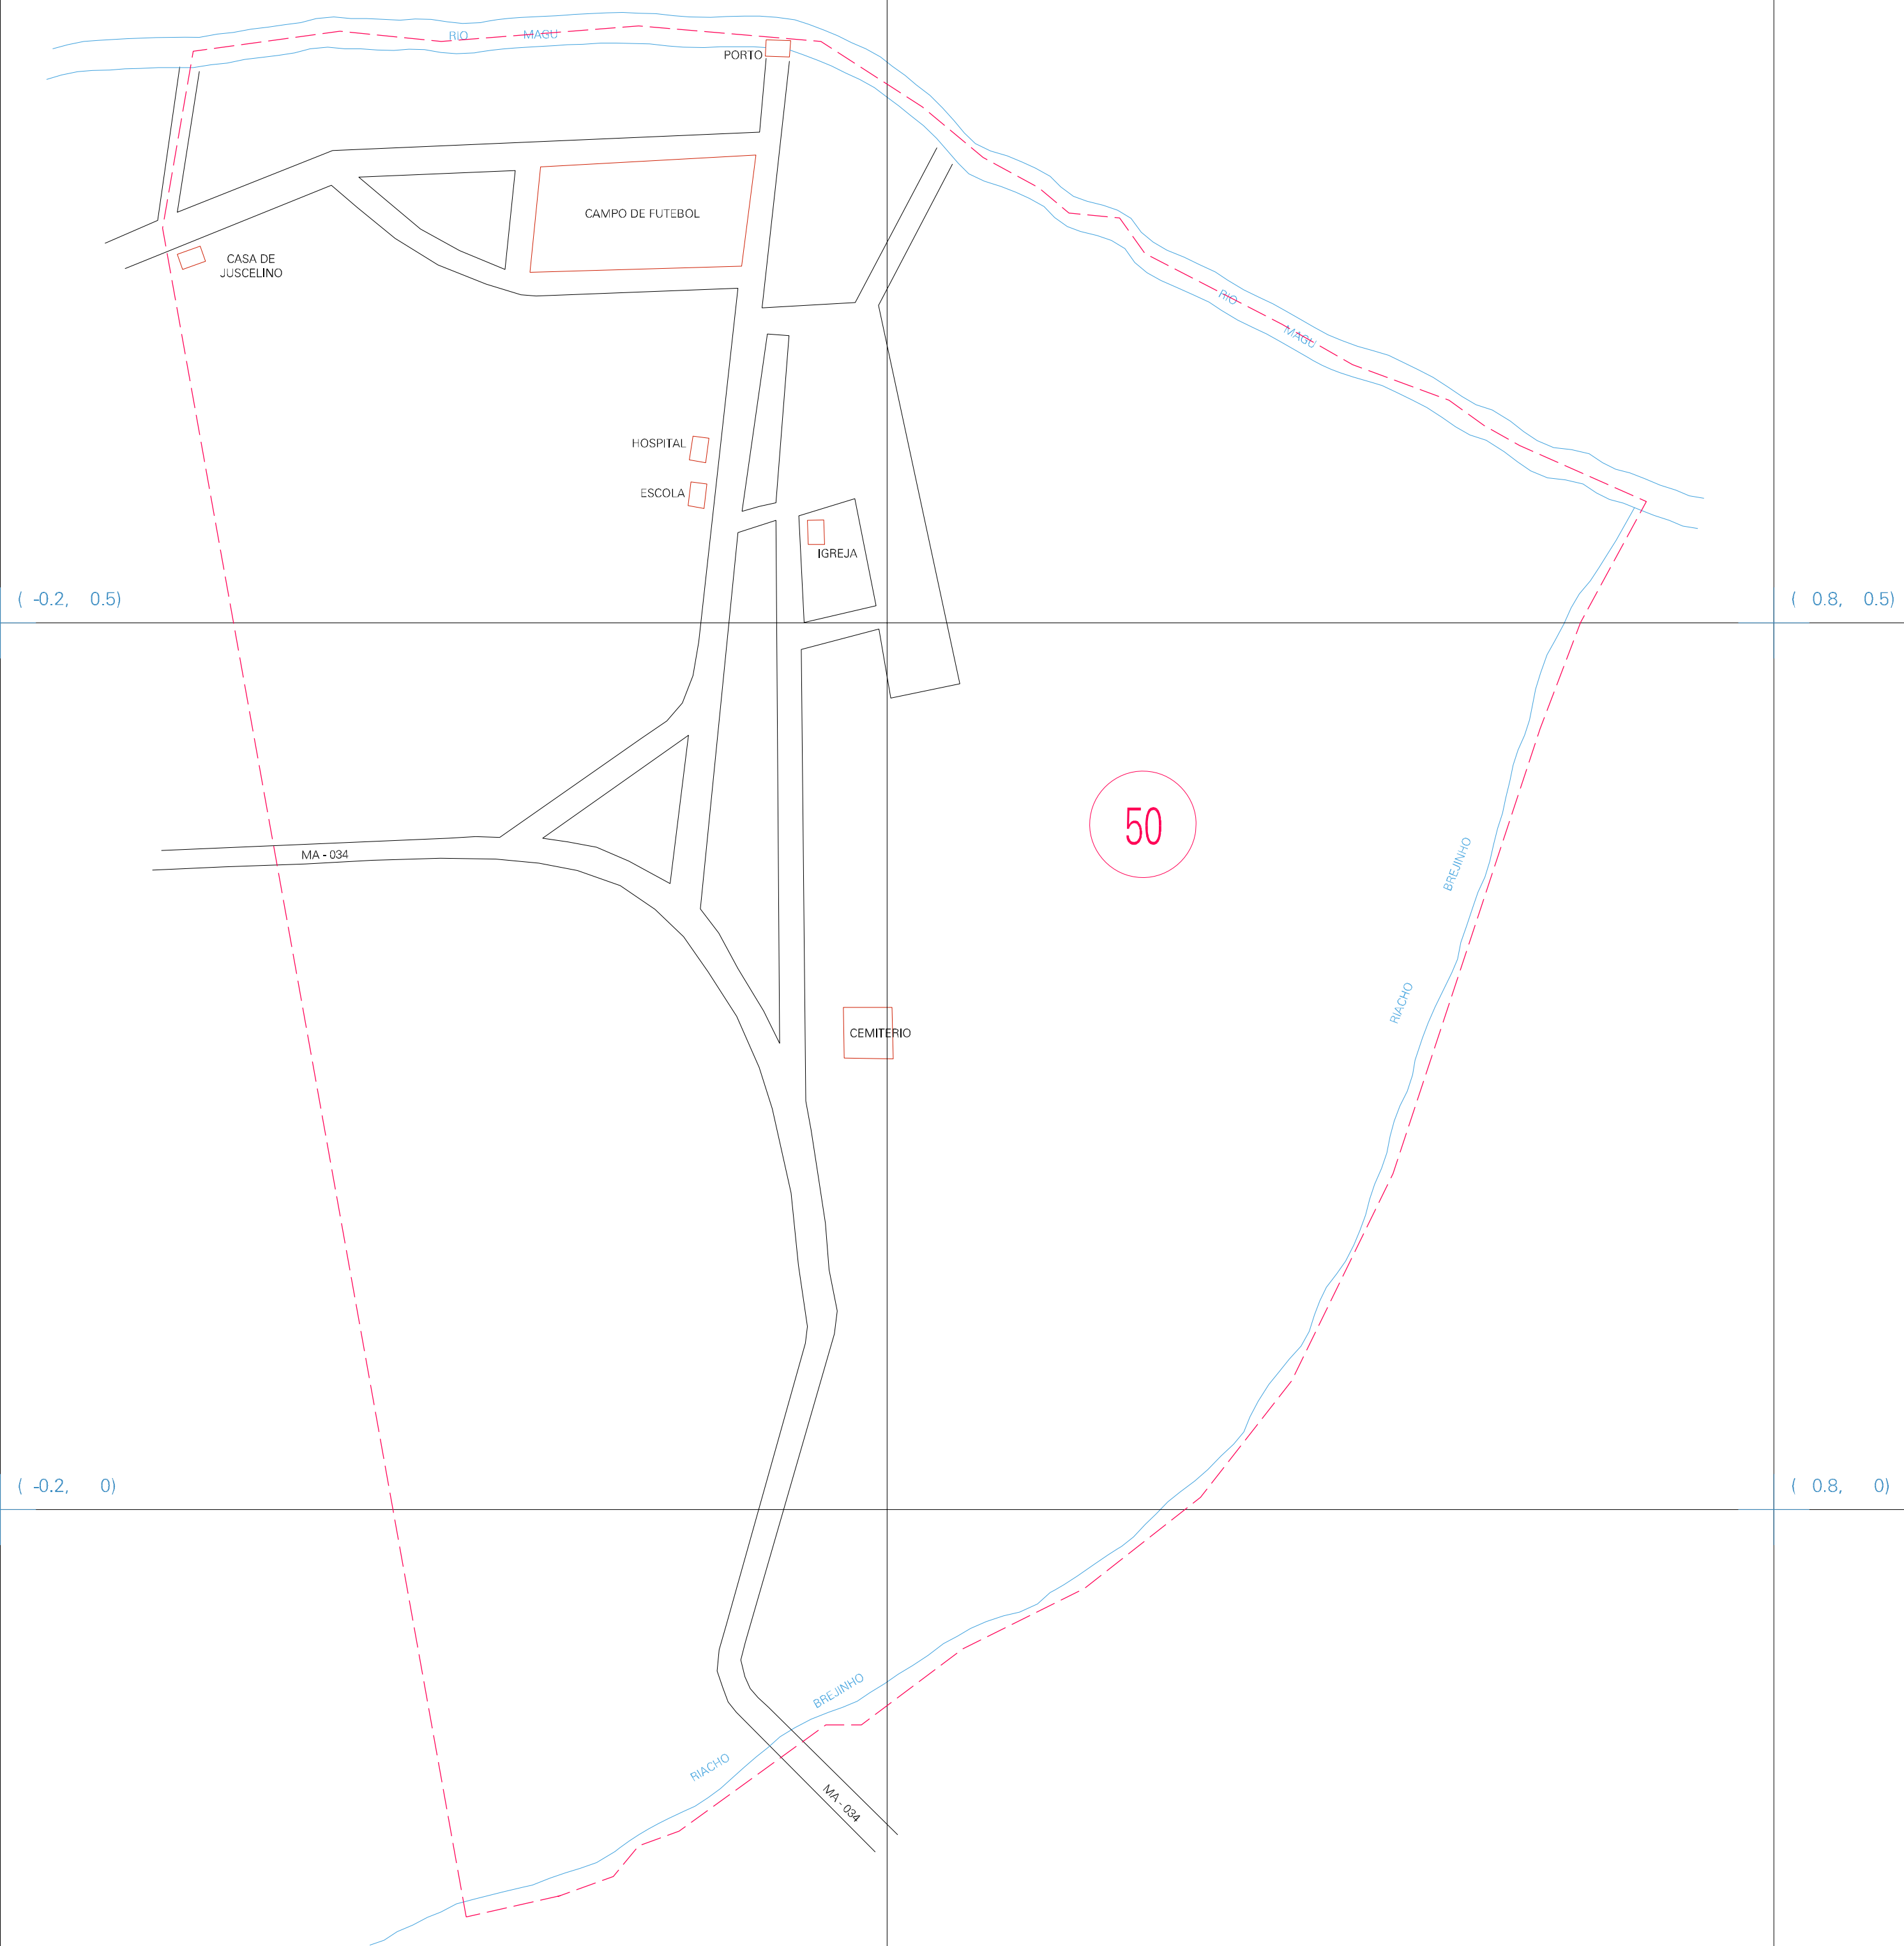 RIO MAGU
PORTO
CAMPO DE FUTEBOL
CASA DE
JUSCELINO
RIO
MAGU
HOSPITAL
ESCOLA
IGREJA
( -0.2, 0.5)
( 0.8, 0.5)
50
MA - 034
BREJINHO
RIACHO
CEMITERIO
( -0.2, 0)
( 0.8, 0)
BREJINHO
RIACHO
MA - 034